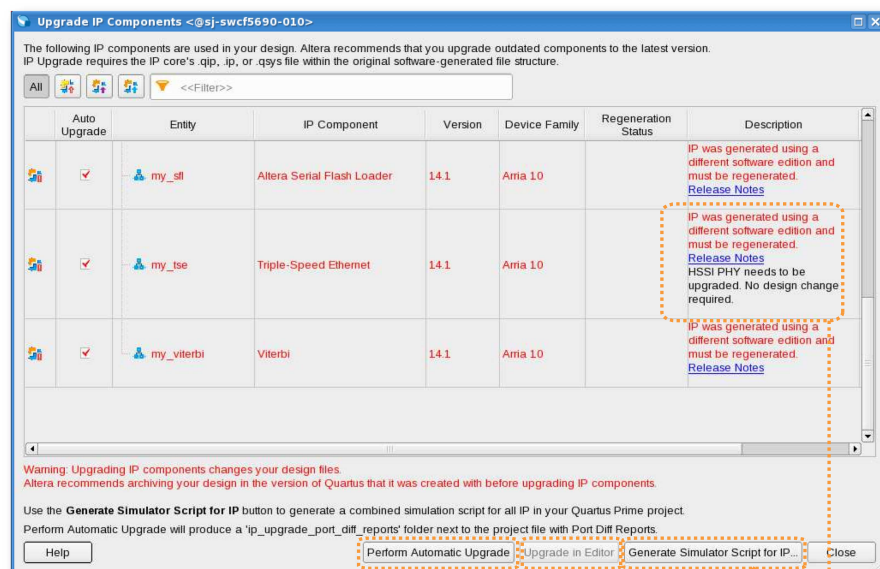 Upgrade IP Components <@sj-swcf5690-010>
The following IP components are used in your design. Altera recommends that you upgrade outdated components to the latest version.
IP Upgrade requires the IP core's .qip, .ip, or .qsys file within the original software-generated file structure.
All <<Filter>>
Auto Upgrade Entity IP Component Version Device Family Regeneration Status Description
my_sfl Altera Serial Flash Loader 14.1 Arria 10
IP was generated using a
different software edition and
must be regenerated.
Release Notes
my_tse Triple-Speed Ethernet 14.1 Arria 10
IP was generated using a
different software edition and
must be regenerated.
Release Notes
HSSI PHY needs to be
upgraded. No design change
required.
my_viterbi Viterbi 14.1 Arria 10
IP was generated using a
different software edition and
must be regenerated.
Release Notes
Warning: Upgrading IP components changes your design files.
Altera recommends archiving your design in the version of Quartus that it was created with before upgrading IP components.
Use the Generate Simulator Script for IP button to generate a combined simulation script for all IP in your Quartus Prime project.
Perform Automatic Upgrade will produce a 'ip_upgrade_port_diff_reports' folder next to the project file with Port Diff Reports.
Help Perform Automatic Upgrade Upgrade in Editor Generate Simulator Script for IP... Close